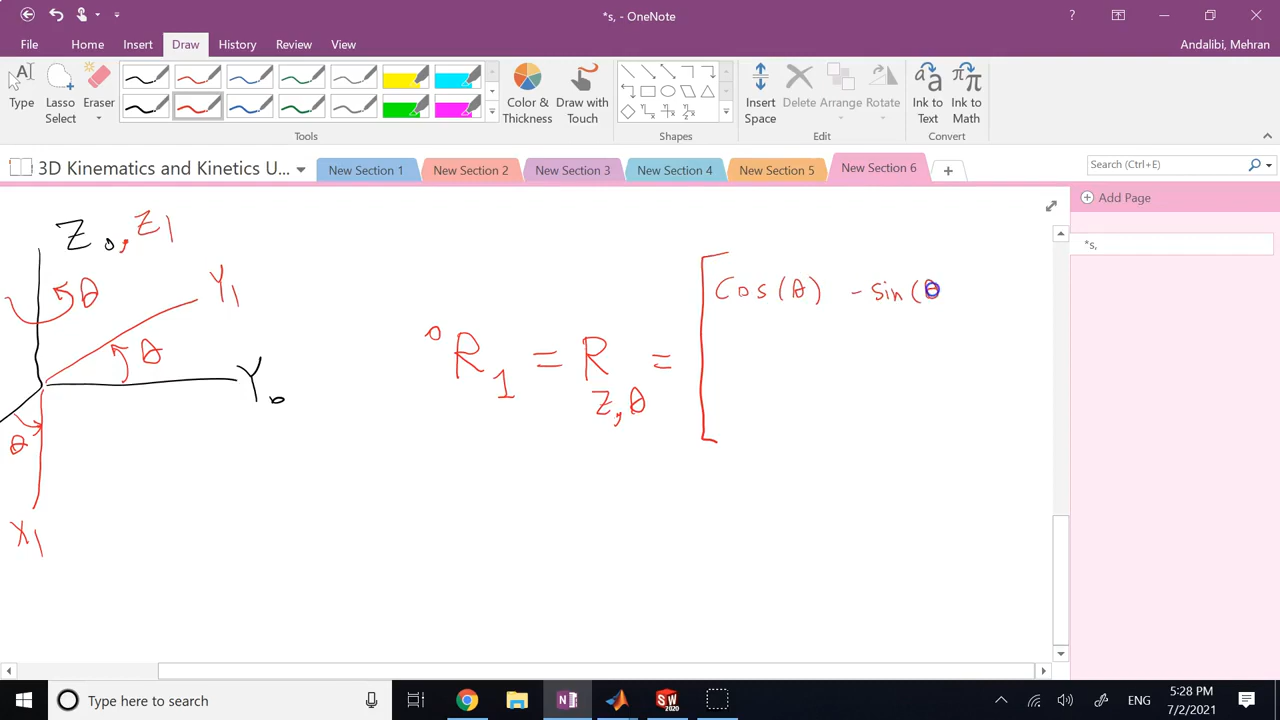 *s, - OneNote
?
Andalibi, Mehran
File Home Insert Draw History Review View
Type
Lasso Select
Eraser
Color & Thickness
Draw with Touch
Insert Space
Delete
Arrange
Rotate
Ink to Text
Ink to Math
Tools
Shapes
Edit
Convert
3D Kinematics and Kinetics U...
New Section 1
New Section 2
New Section 3
New Section 4
New Section 5
New Section 6
Search (Ctrl+E)
Add Page
*s,
Z0, Z1
θ
Y1
θ
Y0
θ
X1
0R1 = RZ,θ = [ Cos(θ) -sin(θ
Type here to search
ENG
5:28 PM
7/2/2021